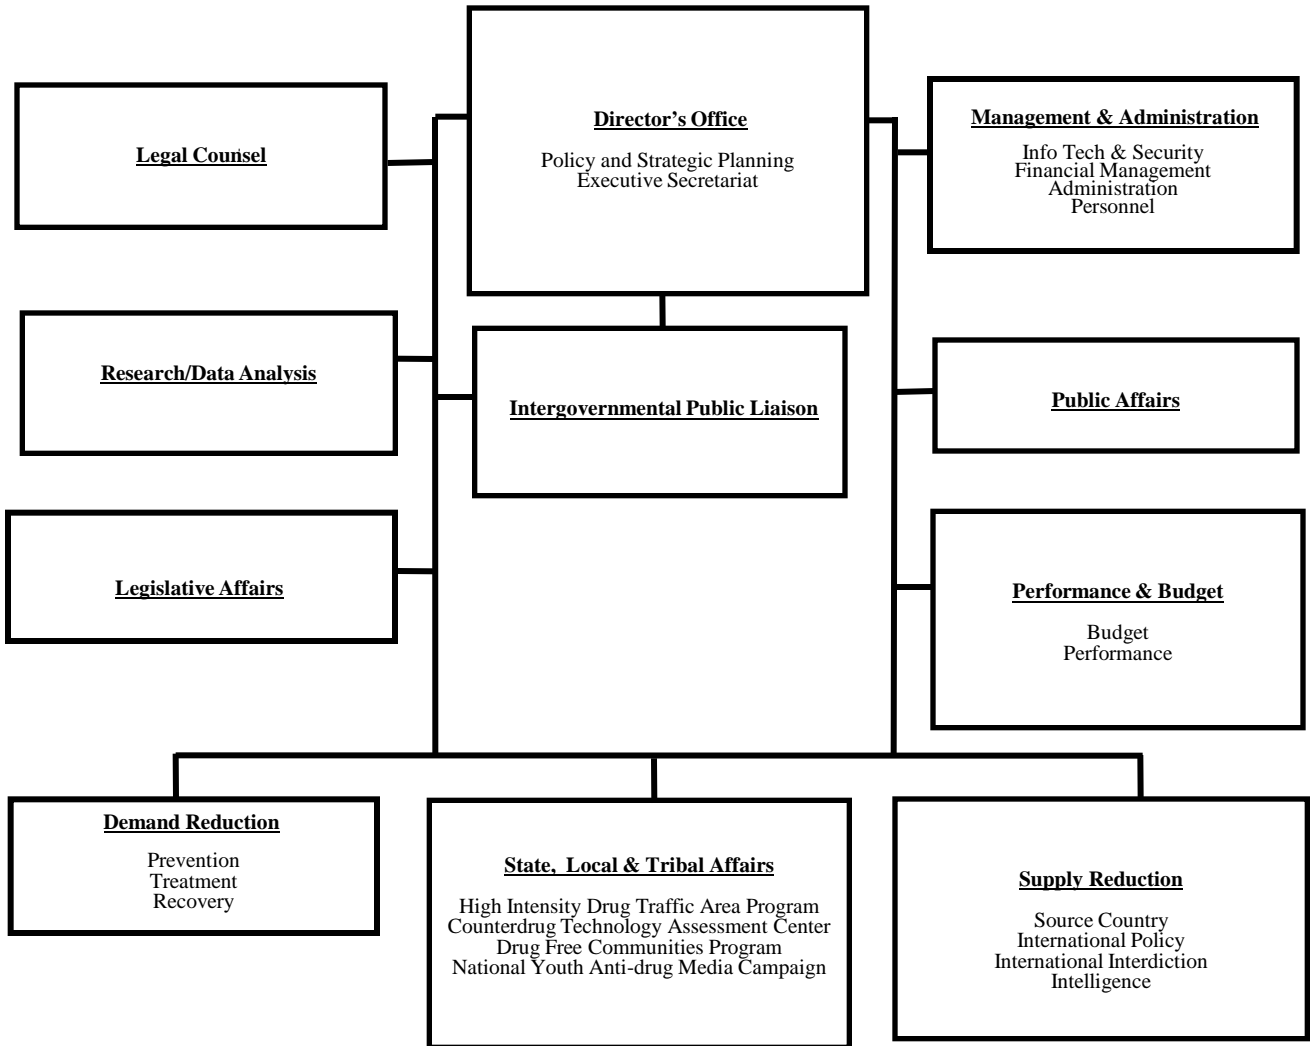 Director’s Office
Policy and Strategic Planning
Executive Secretariat
Legal Counsel
Management & Administration
Info Tech & Security
Financial Management
Administration
Personnel
Research/Data Analysis
Intergovernmental Public Liaison
Public Affairs
Legislative Affairs
Performance & Budget
Budget
Performance
Demand Reduction
Prevention
Treatment
Recovery
State, Local & Tribal Affairs
High Intensity Drug Traffic Area Program
Counterdrug Technology Assessment Center
Drug Free Communities Program
National Youth Anti-drug Media Campaign
Supply Reduction
Source Country
International Policy
International Interdiction
Intelligence